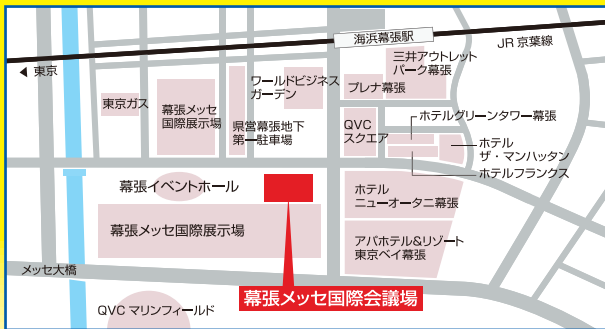 海浜幕張駅
JR 京葉線
東京
三井アウトレット
パーク幕張
ワールドビジネス
ガーデン
プレナ幕張
東京ガス
幕張メッセ
国際展示場
県営幕張地下
第一駐車場
QVC
スクエア
ホテルグリーンタワー幕張
ホテル
ザ・マンハッタン
ホテルフランクス
幕張イベントホール
ホテル
ニューオータニ幕張
幕張メッセ国際展示場
アパホテル&リゾート
東京ベイ幕張
メッセ大橋
幕張メッセ国際会議場
QVC マリンフィールド